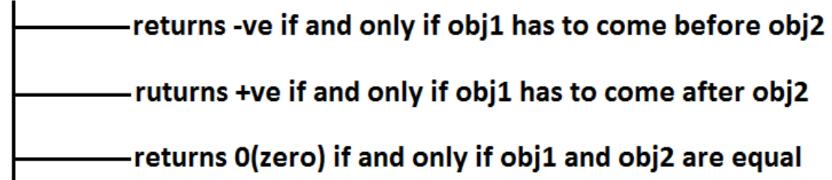 returns -ve if and only if obj1 has to come before obj2
ruturns +ve if and only if obj1 has to come after obj2
returns 0(zero) if and only if obj1 and obj2 are equal